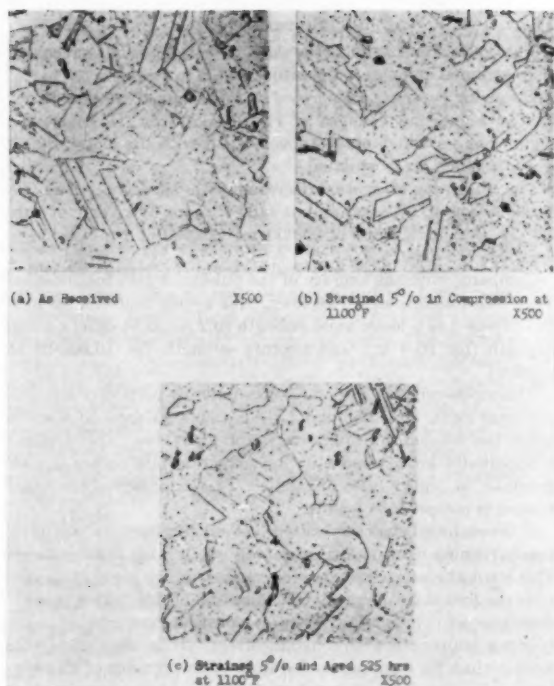 (a) As Received X500
(b) Strained 5°/o in Compression at
1100°F X500
(c) Strained 5°/o and Aged 525 hrs
at 1100°F X500